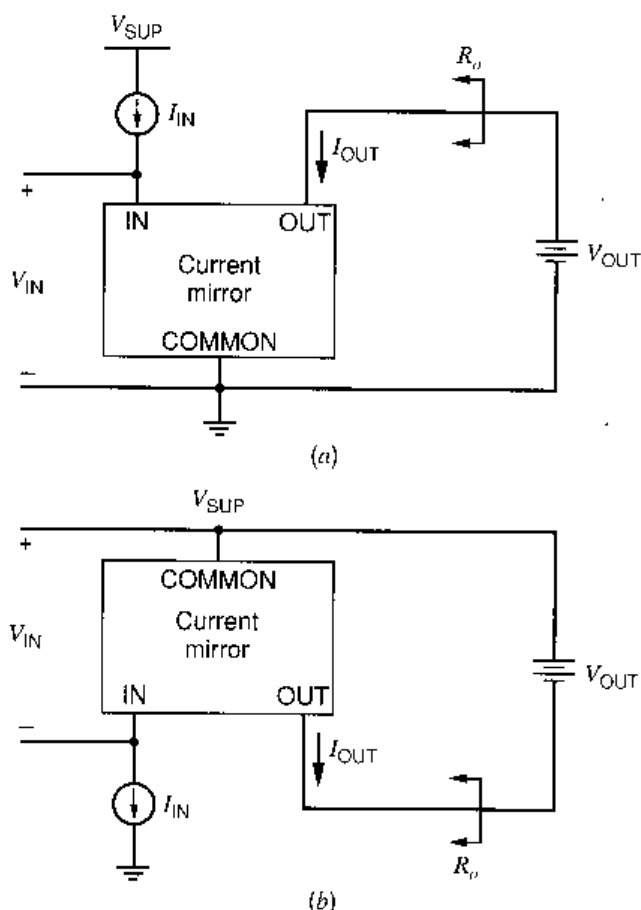 V_SUP
R_o
I_IN
I_OUT
+
IN OUT
V_IN
Current
mirror
V_OUT
COMMON
−
(a)
V_SUP
+
COMMON
V_IN
Current
mirror
V_OUT
IN OUT
−
I_OUT
I_IN
R_o
(b)